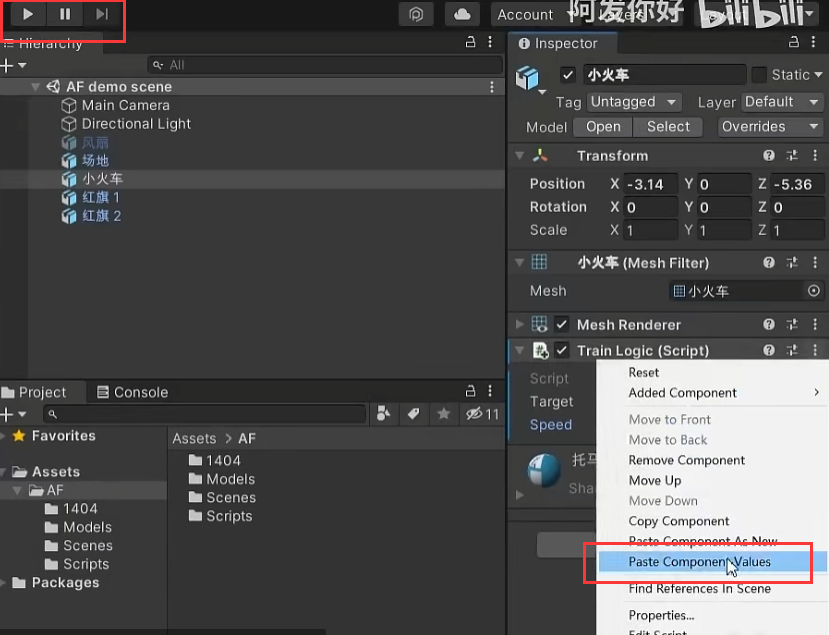 Account
阿发你好
bilibili
Hierarchy
All
AF demo scene
Main Camera
Directional Light
风扇
场地
小火车
红旗 1
红旗 2
Inspector
小火车
Static
Tag Untagged Layer Default
Model Open Select Overrides
Transform
Position X -3.14 Y 0 Z -5.36
Rotation X 0 Y 0 Z 0
Scale X 1 Y 1 Z 1
小火车 (Mesh Filter)
Mesh 小火车
Mesh Renderer
Train Logic (Script)
Script
Target
Speed
托马
Sha
Reset
Added Component
Move to Front
Move to Back
Remove Component
Move Up
Move Down
Copy Component
Paste Component As New
Paste Component Values
Find References In Scene
Properties...
Edit Script
Project Console
11
Favorites
Assets
AF
1404
Models
Scenes
Scripts
Packages
Assets > AF
1404
Models
Scenes
Scripts